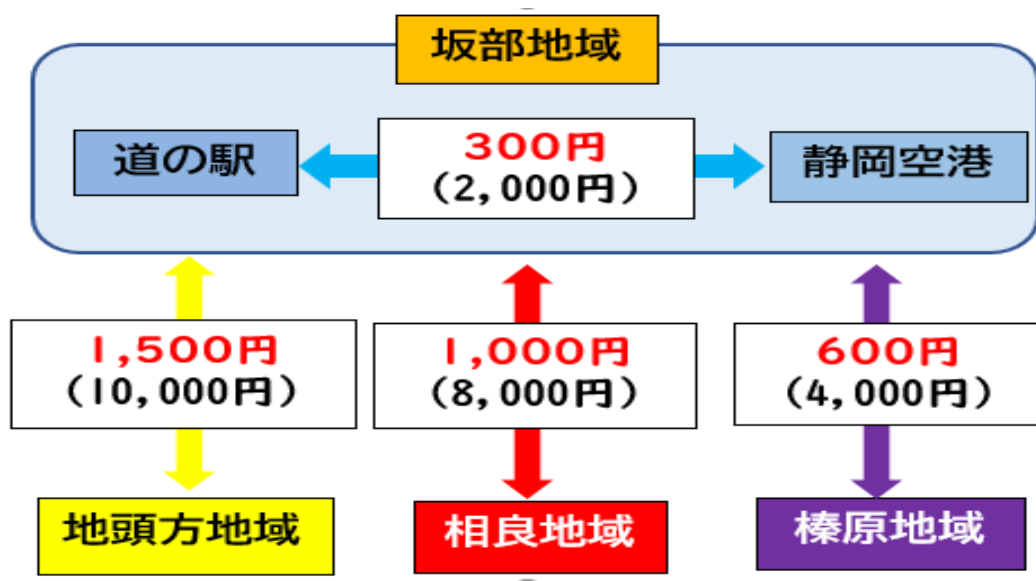 坂部地域
道の駅
300円
(2,000円)
静岡空港
1,500円
(10,000円)
1,000円
(8,000円)
600円
(4,000円)
地頭方地域
相良地域
榛原地域